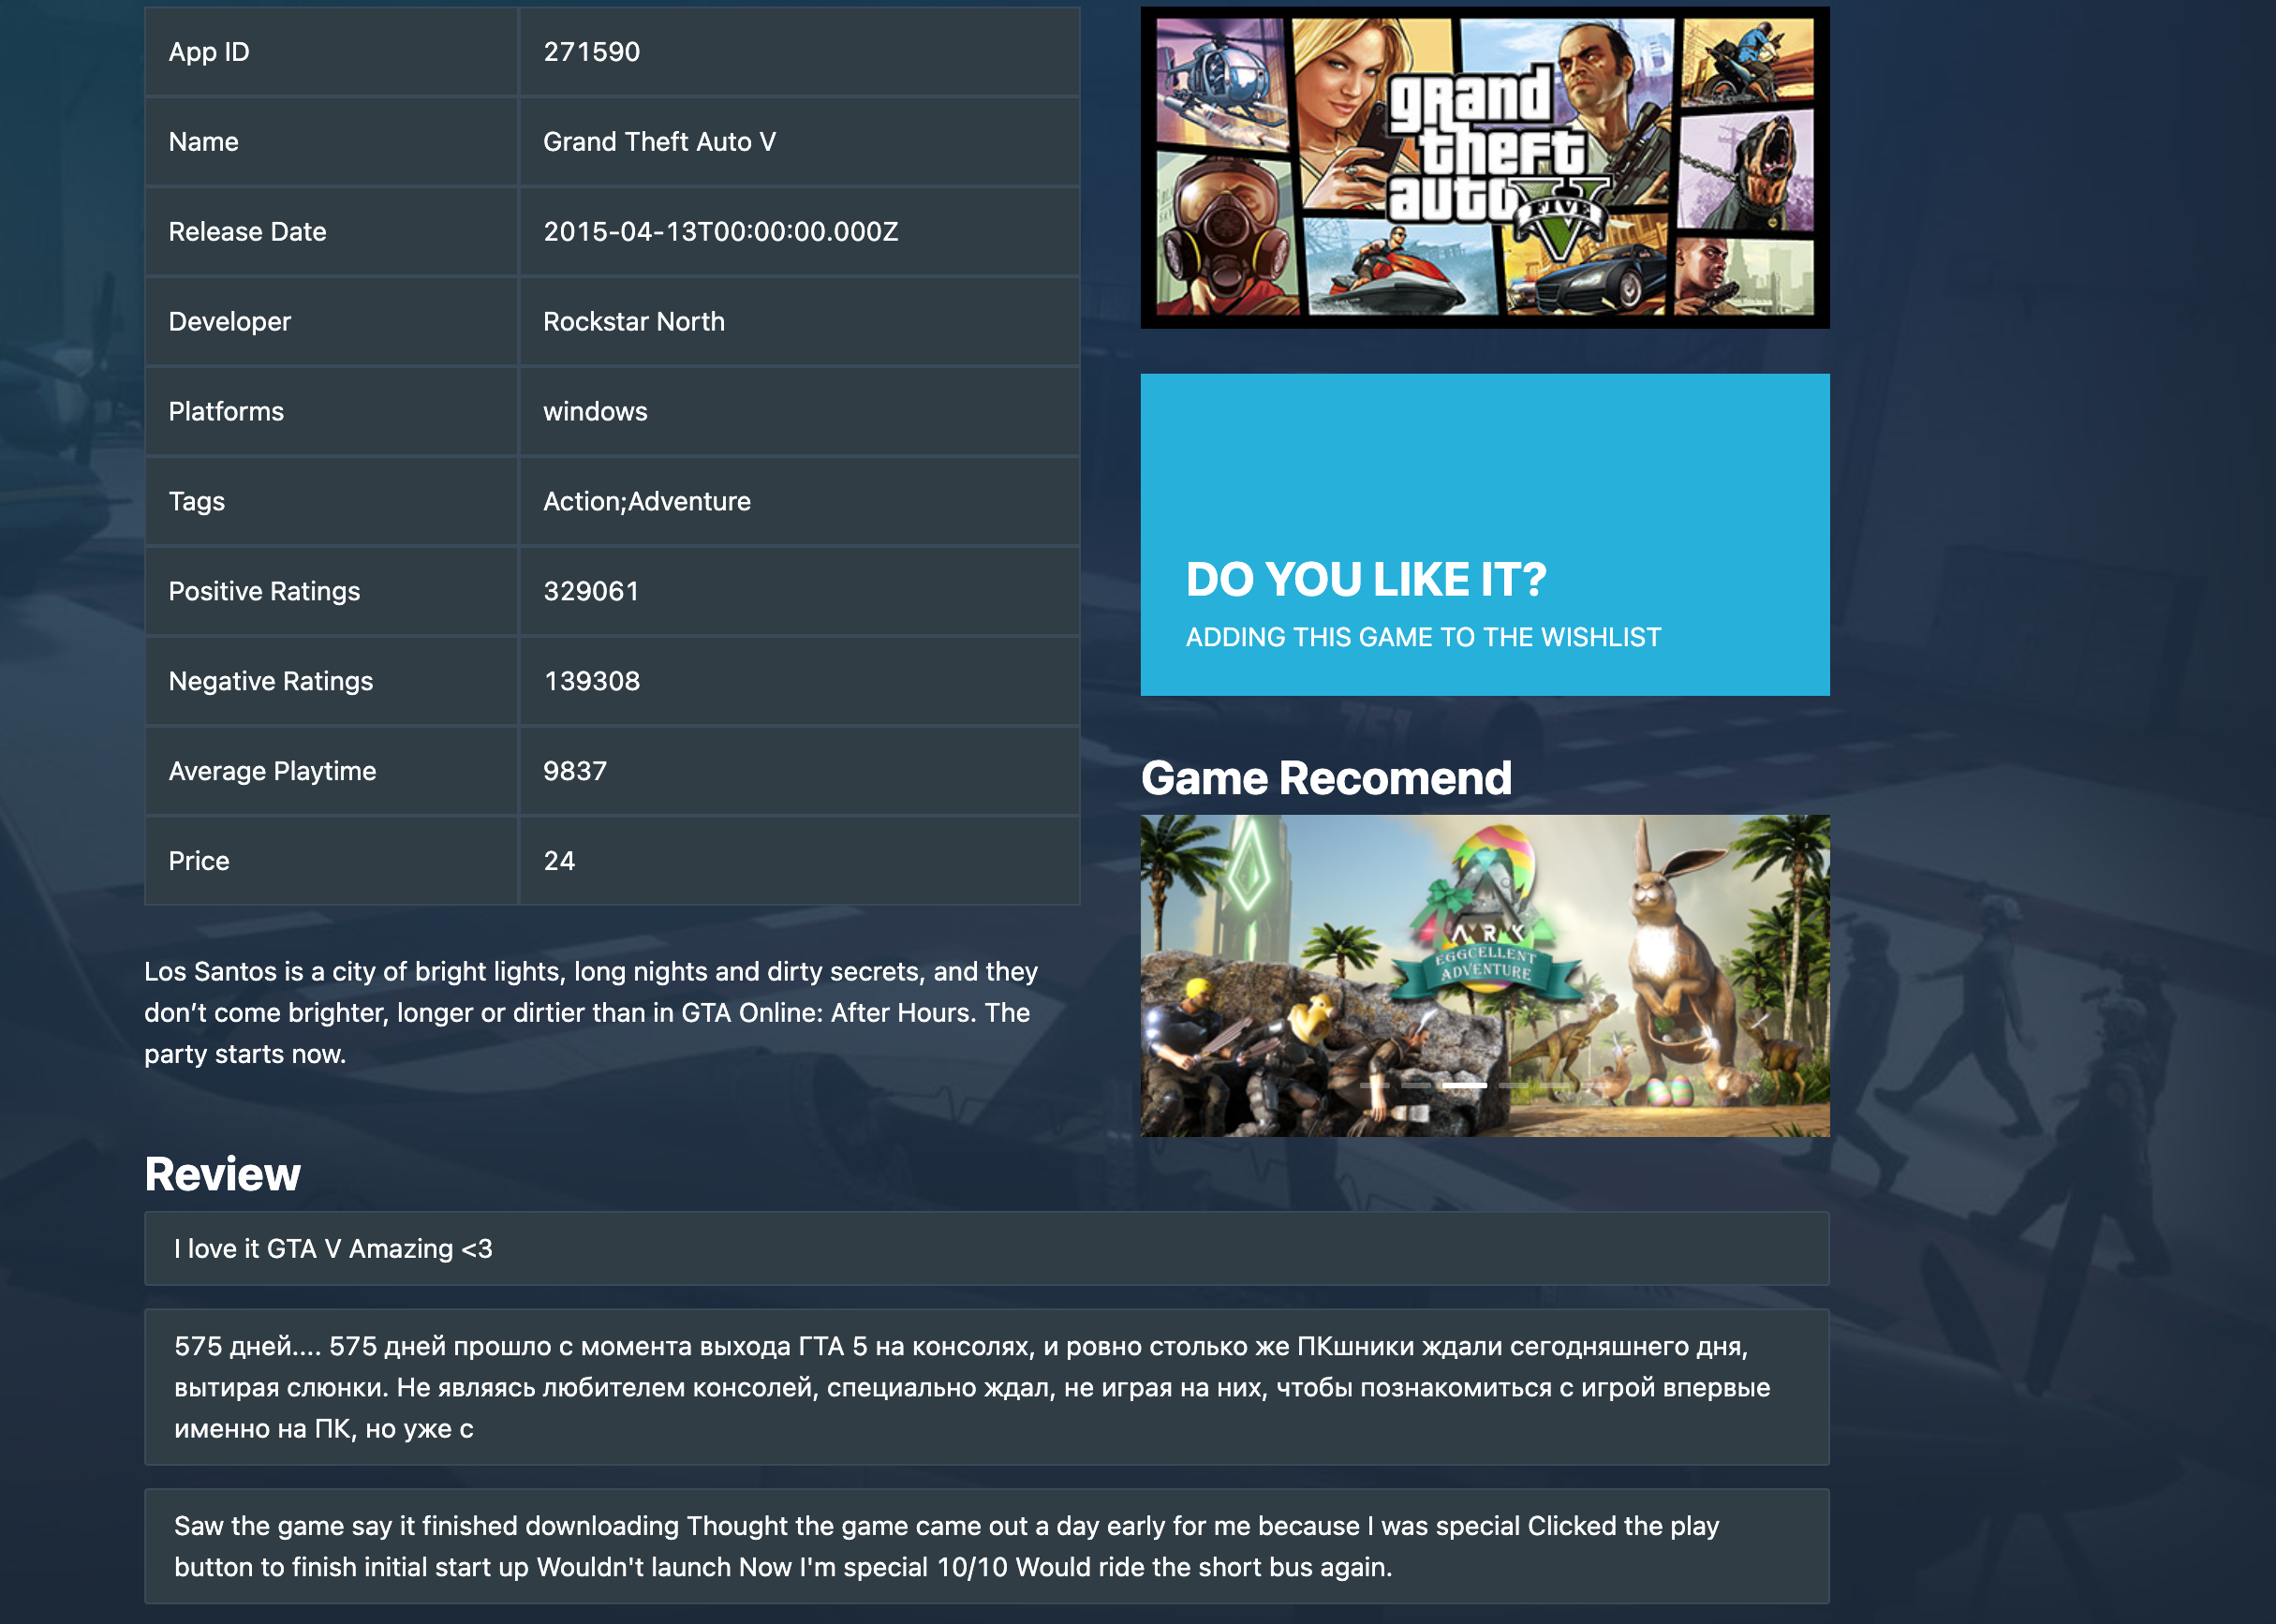 App ID 271590
Name Grand Theft Auto V
Release Date 2015-04-13T00:00:00.000Z
Developer Rockstar North
Platforms windows
Tags Action;Adventure
Positive Ratings 329061
Negative Ratings 139308
Average Playtime 9837
Price 24
Los Santos is a city of bright lights, long nights and dirty secrets, and they
don’t come brighter, longer or dirtier than in GTA Online: After Hours. The
party starts now.
grand
theft
auto V
FIVE
DO YOU LIKE IT?
ADDING THIS GAME TO THE WISHLIST
751
Game Recomend
ARK
EGGCELLENT
ADVENTURE
Review
I love it GTA V Amazing <3
575 дней.... 575 дней прошло с момента выхода ГТА 5 на консолях, и ровно столько же ПКшники ждали сегодняшнего дня,
вытирая слюнки. Не являясь любителем консолей, специально ждал, не играя на них, чтобы познакомиться с игрой впервые
именно на ПК, но уже с
Saw the game say it finished downloading Thought the game came out a day early for me because I was special Clicked the play
button to finish initial start up Wouldn't launch Now I'm special 10/10 Would ride the short bus again.